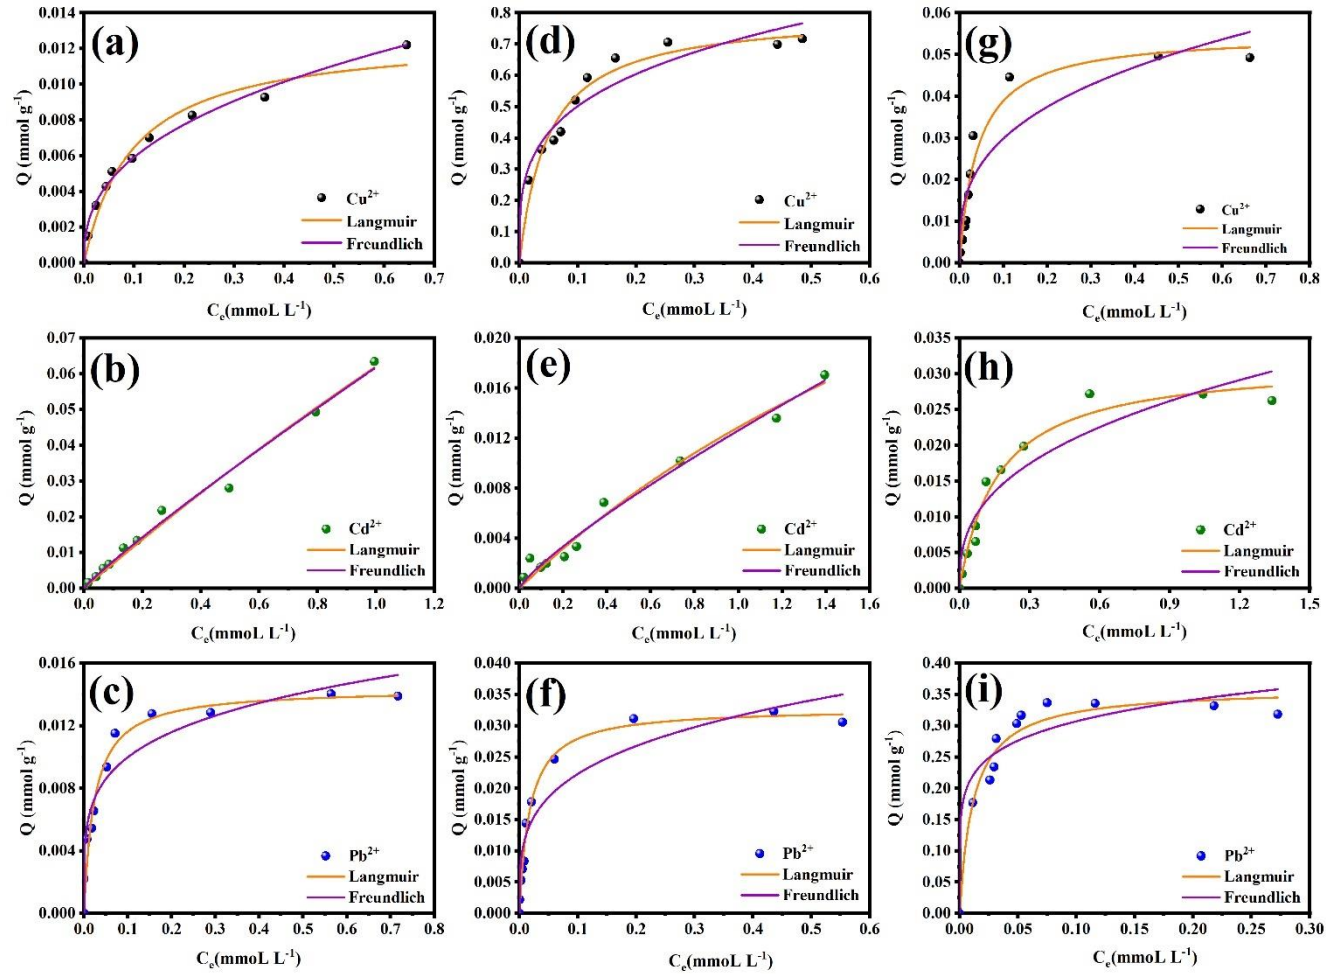 (a)
Q (mmol g⁻¹)
0.014
0.012
0.010
0.008
0.006
0.004
0.002
0.000
Cu²⁺
Langmuir
Freundlich
0.0 0.1 0.2 0.3 0.4 0.5 0.6 0.7
Cₑ(mmoL L⁻¹)
(d)
Q (mmol g⁻¹)
0.8
0.7
0.6
0.5
0.4
0.3
0.2
0.1
0.0
Cu²⁺
Langmuir
Freundlich
0.0 0.1 0.2 0.3 0.4 0.5 0.6
Cₑ(mmoL L⁻¹)
(g)
Q (mmol g⁻¹)
0.06
0.05
0.04
0.03
0.02
0.01
0.00
Cu²⁺
Langmuir
Freundlich
0.0 0.1 0.2 0.3 0.4 0.5 0.6 0.7 0.8
Cₑ(mmoL L⁻¹)
(b)
Q (mmol g⁻¹)
0.07
0.06
0.05
0.04
0.03
0.02
0.01
0.00
Cd²⁺
Langmuir
Freundlich
0.0 0.2 0.4 0.6 0.8 1.0 1.2
Cₑ(mmoL L⁻¹)
(e)
Q (mmol g⁻¹)
0.020
0.016
0.012
0.008
0.004
0.000
Cd²⁺
Langmuir
Freundlich
0.0 0.2 0.4 0.6 0.8 1.0 1.2 1.4 1.6
Cₑ(mmoL L⁻¹)
(h)
Q (mmol g⁻¹)
0.035
0.030
0.025
0.020
0.015
0.010
0.005
0.000
Cd²⁺
Langmuir
Freundlich
0.0 0.3 0.6 0.9 1.2 1.5
Cₑ(mmoL L⁻¹)
(c)
Q (mmol g⁻¹)
0.016
0.012
0.008
0.004
0.000
Pb²⁺
Langmuir
Freundlich
0.0 0.1 0.2 0.3 0.4 0.5 0.6 0.7 0.8
Cₑ(mmoL L⁻¹)
(f)
Q (mmol g⁻¹)
0.040
0.035
0.030
0.025
0.020
0.015
0.010
0.005
0.000
Pb²⁺
Langmuir
Freundlich
0.0 0.1 0.2 0.3 0.4 0.5 0.6
Cₑ(mmoL L⁻¹)
(i)
Q (mmol g⁻¹)
0.40
0.35
0.30
0.25
0.20
0.15
0.10
0.05
0.00
Pb²⁺
Langmuir
Freundlich
0.00 0.05 0.10 0.15 0.20 0.25 0.30
Cₑ(mmoL L⁻¹)